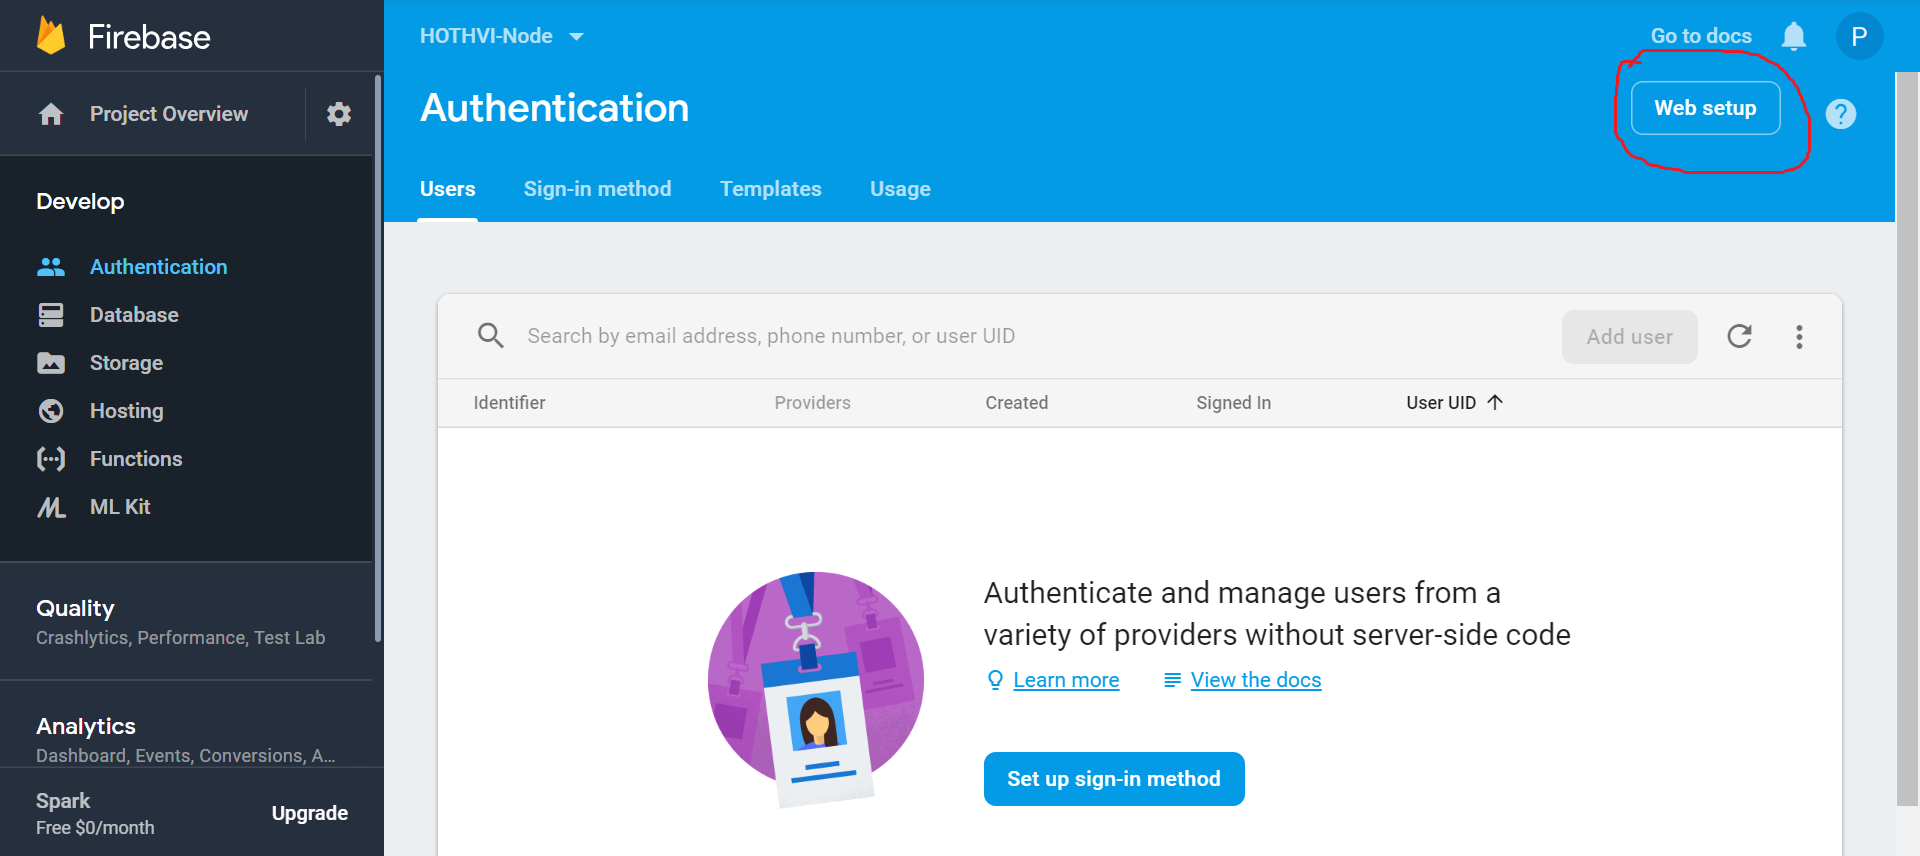 Firebase
Project Overview
Develop
Authentication
Database
Storage
Hosting
Functions
ML Kit
Quality
Crashlytics, Performance, Test Lab
Analytics
Dashboard, Events, Conversions, A...
Spark
Free $0/month
Upgrade
HOTHVI-Node
Go to docs
P
Authentication
Web setup
?
Users Sign-in method Templates Usage
Search by email address, phone number, or user UID
Add user
Identifier Providers Created Signed In User UID
Authenticate and manage users from a
variety of providers without server-side code
Learn more View the docs
Set up sign-in method